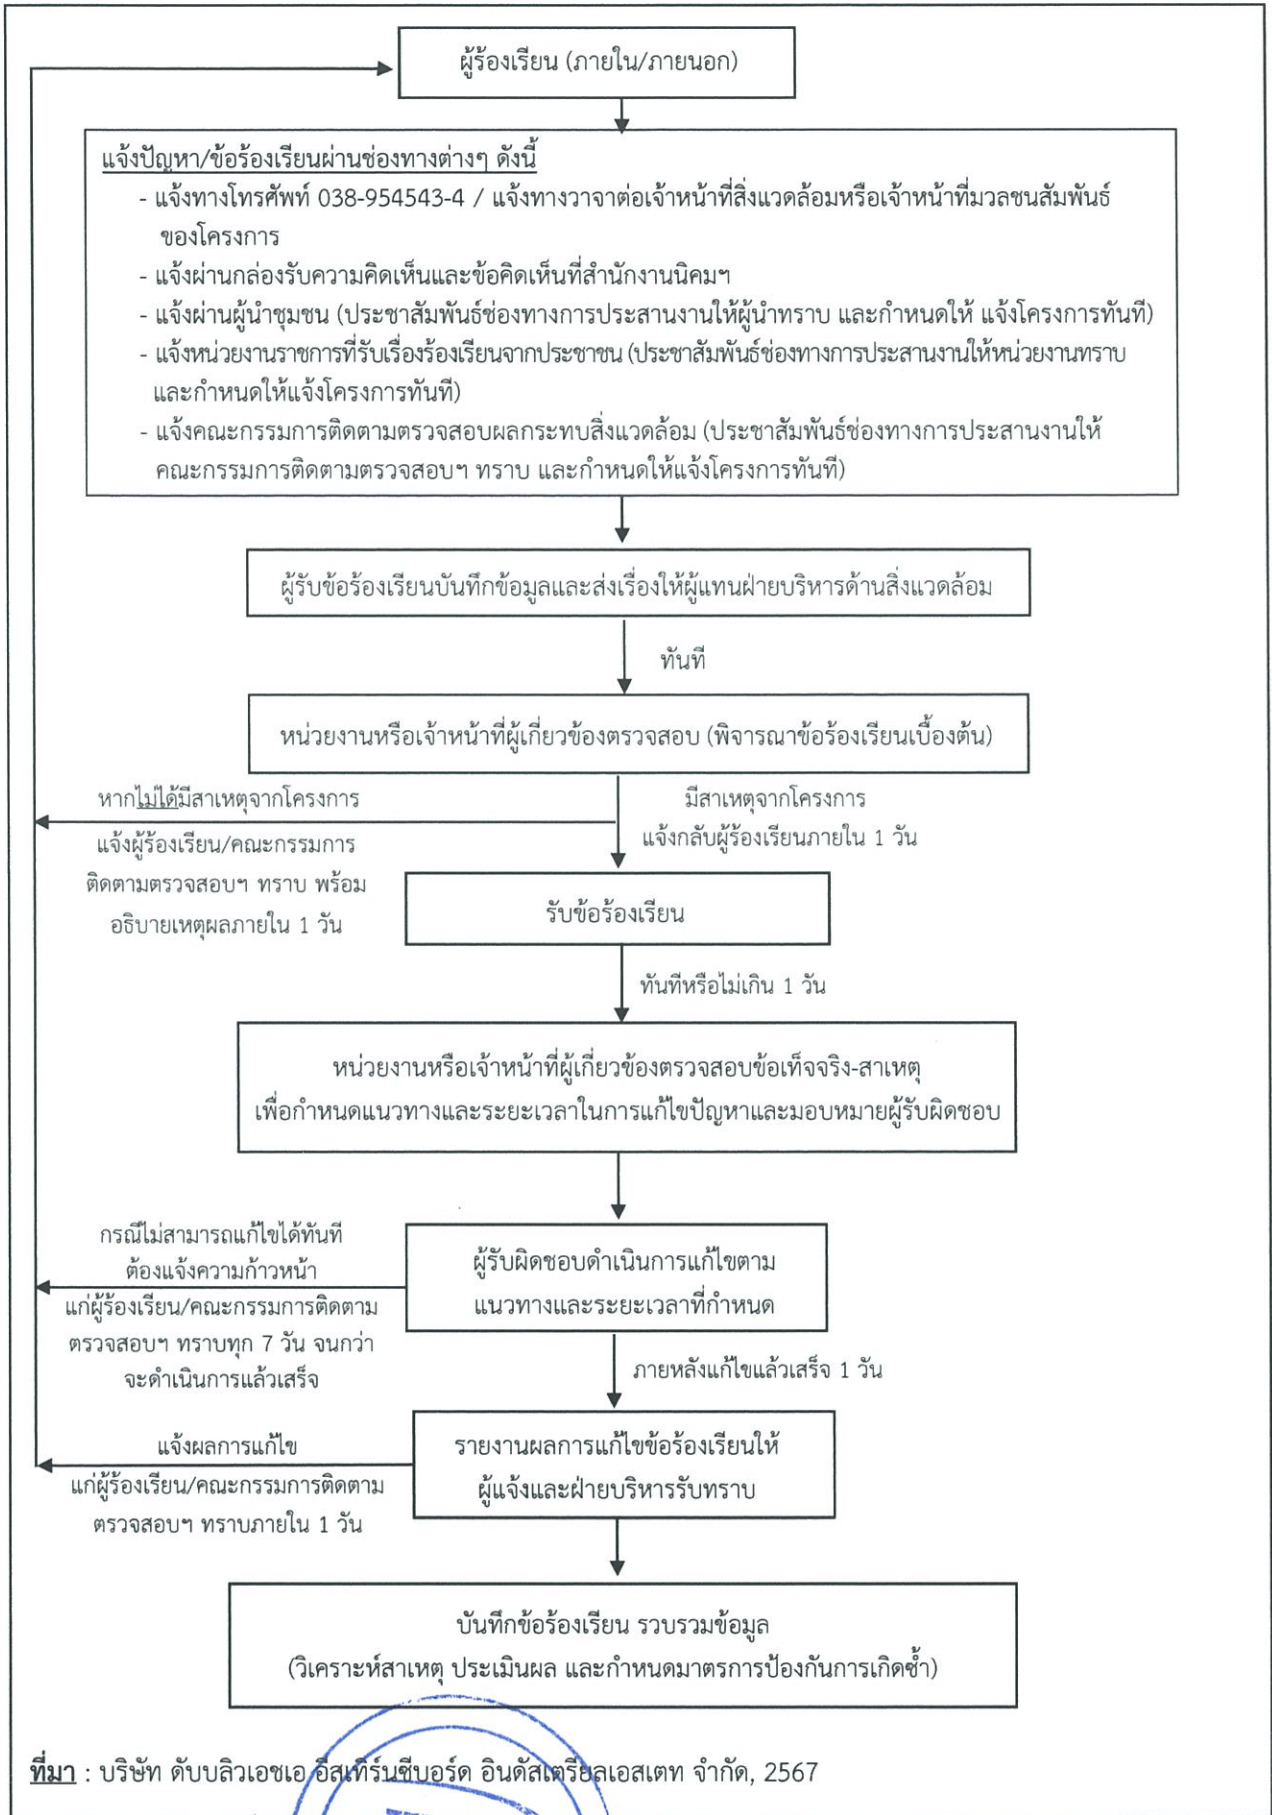 ผู้ร้องเรียน (ภายใน/ภายนอก)
แจ้งปัญหา/ข้อร้องเรียนผ่านช่องทางต่างๆ ดังนี้
- แจ้งทางโทรศัพท์ 038-954543-4 / แจ้งทางวาจาต่อเจ้าหน้าที่สิ่งแวดล้อมหรือเจ้าหน้าที่มวลชนสัมพันธ์
ของโครงการ
- แจ้งผ่านกล่องรับความคิดเห็นและข้อคิดเห็นที่สำนักงานนิคมฯ
- แจ้งผ่านผู้นำชุมชน (ประชาสัมพันธ์ช่องทางการประสานงานให้ผู้นำทราบ และกำหนดให้ แจ้งโครงการทันที)
- แจ้งหน่วยงานราชการที่รับเรื่องร้องเรียนจากประชาชน (ประชาสัมพันธ์ช่องทางการประสานงานให้หน่วยงานทราบ
และกำหนดให้แจ้งโครงการทันที)
- แจ้งคณะกรรมการติดตามตรวจสอบผลกระทบสิ่งแวดล้อม (ประชาสัมพันธ์ช่องทางการประสานงานให้
คณะกรรมการติดตามตรวจสอบฯ ทราบ และกำหนดให้แจ้งโครงการทันที)
ผู้รับข้อร้องเรียนบันทึกข้อมูลและส่งเรื่องให้ผู้แทนฝ่ายบริหารด้านสิ่งแวดล้อม
ทันที
หน่วยงานหรือเจ้าหน้าที่ผู้เกี่ยวข้องตรวจสอบ (พิจารณาข้อร้องเรียนเบื้องต้น)
หากไม่ได้มีสาเหตุจากโครงการ
แจ้งผู้ร้องเรียน/คณะกรรมการ
ติดตามตรวจสอบฯ ทราบ พร้อม
อธิบายเหตุผลภายใน 1 วัน
มีสาเหตุจากโครงการ
แจ้งกลับผู้ร้องเรียนภายใน 1 วัน
รับข้อร้องเรียน
ทันทีหรือไม่เกิน 1 วัน
หน่วยงานหรือเจ้าหน้าที่ผู้เกี่ยวข้องตรวจสอบข้อเท็จจริง-สาเหตุ
เพื่อกำหนดแนวทางและระยะเวลาในการแก้ไขปัญหาและมอบหมายผู้รับผิดชอบ
กรณีไม่สามารถแก้ไขได้ทันที
ต้องแจ้งความก้าวหน้า
แก่ผู้ร้องเรียน/คณะกรรมการติดตาม
ตรวจสอบฯ ทราบทุก 7 วัน จนกว่า
จะดำเนินการแล้วเสร็จ
ผู้รับผิดชอบดำเนินการแก้ไขตาม
แนวทางและระยะเวลาที่กำหนด
ภายหลังแก้ไขแล้วเสร็จ 1 วัน
แจ้งผลการแก้ไข
แก่ผู้ร้องเรียน/คณะกรรมการติดตาม
ตรวจสอบฯ ทราบภายใน 1 วัน
รายงานผลการแก้ไขข้อร้องเรียนให้
ผู้แจ้งและฝ่ายบริหารรับทราบ
บันทึกข้อร้องเรียน รวบรวมข้อมูล
(วิเคราะห์สาเหตุ ประเมินผล และกำหนดมาตรการป้องกันการเกิดซ้ำ)
ที่มา : บริษัท ดับบลิวเอชเอ อีสเทิร์นซีบอร์ด อินดัสเตรียลเอสเตท จำกัด, 2567